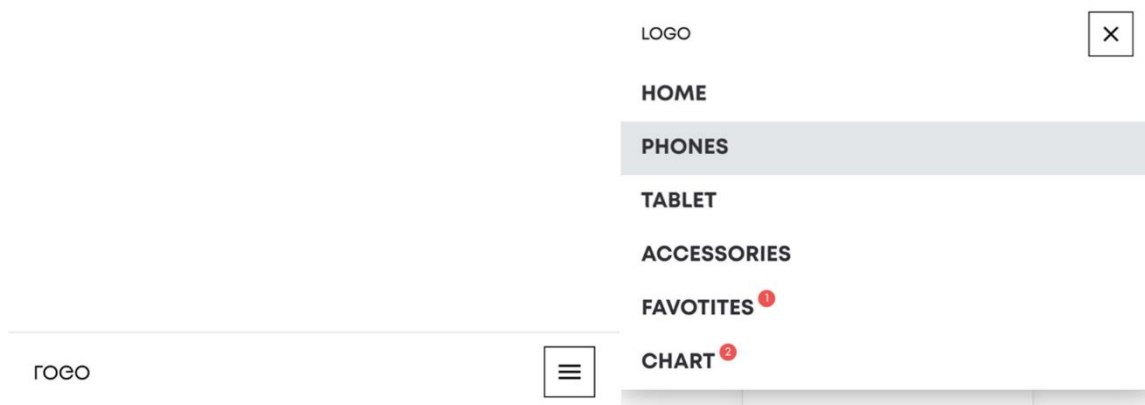 LOGO
LOGO
HOME
PHONES
TABLET
ACCESSORIES
FAVOTITES 1
CHART 2